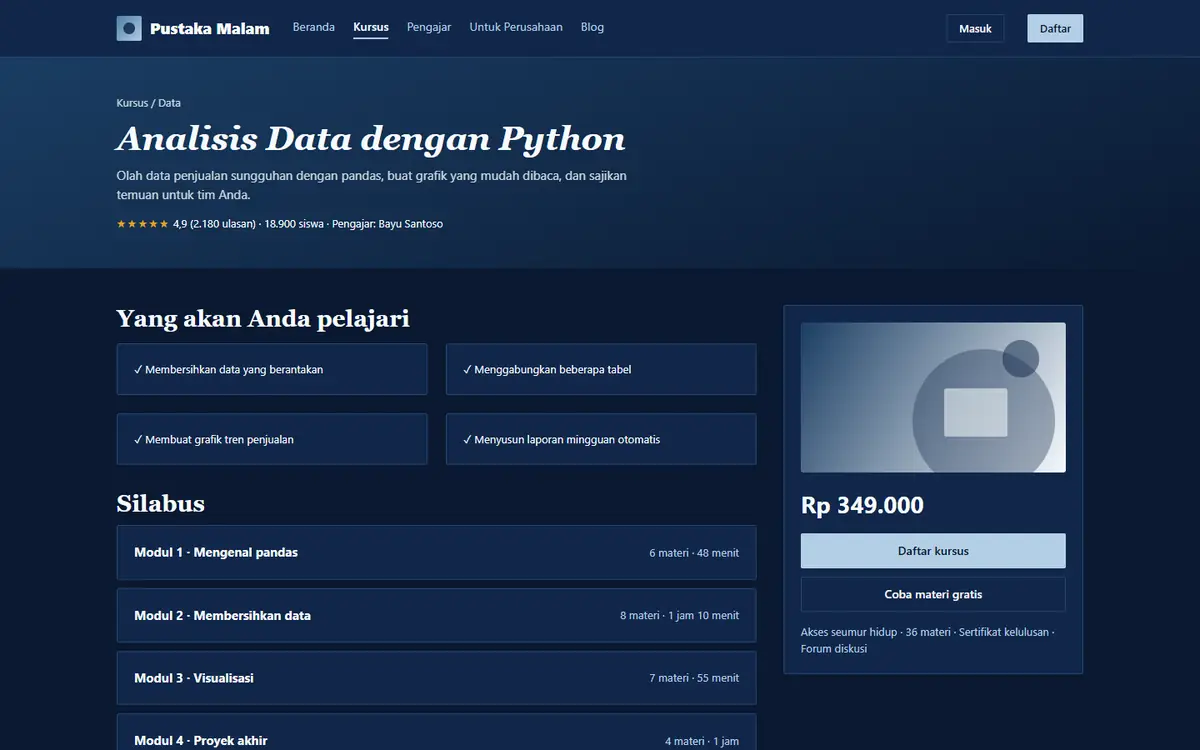 Pustaka Malam
Beranda
Kursus
Pengajar
Untuk Perusahaan
Blog
Masuk
Daftar
Kursus / Data
Analisis Data dengan Python
Olah data penjualan sungguhan dengan pandas, buat grafik yang mudah dibaca, dan sajikan
temuan untuk tim Anda.
★★★★★ 4,9 (2.180 ulasan) · 18.900 siswa · Pengajar: Bayu Santoso
Yang akan Anda pelajari
✓ Membersihkan data yang berantakan
✓ Menggabungkan beberapa tabel
✓ Membuat grafik tren penjualan
✓ Menyusun laporan mingguan otomatis
Silabus
Modul 1 · Mengenal pandas
6 materi · 48 menit
Modul 2 · Membersihkan data
8 materi · 1 jam 10 menit
Modul 3 · Visualisasi
7 materi · 55 menit
Modul 4 · Proyek akhir
4 materi · 1 jam
Rp 349.000
Daftar kursus
Coba materi gratis
Akses seumur hidup · 36 materi · Sertifikat kelulusan ·
Forum diskusi